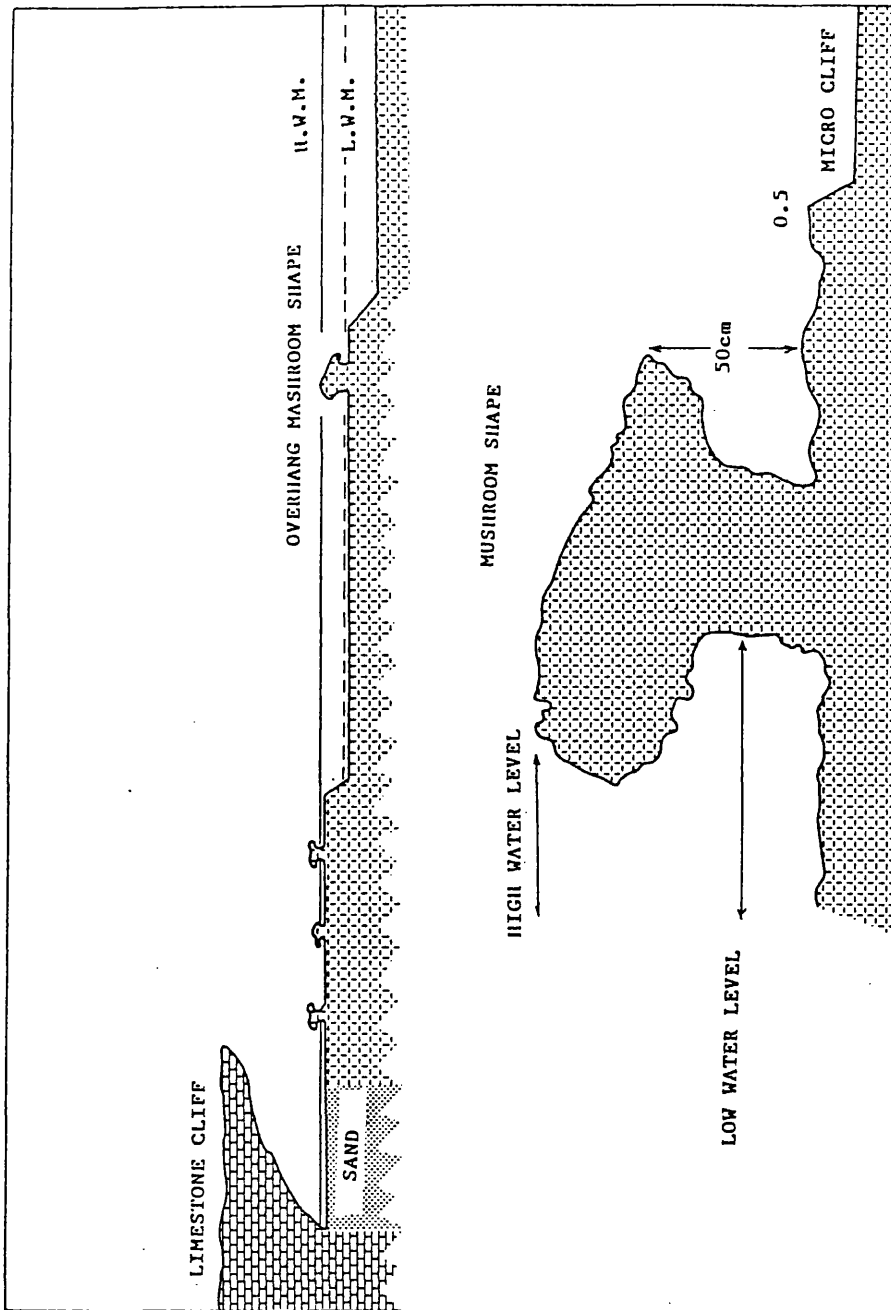 LIMESTONE CLIFF
SAND
OVERHANG MASHROOM SHAPE
H.W.M.
L.W.M.
HIGH WATER LEVEL
LOW WATER LEVEL
MUSHROOM SHAPE
50cm
0.5
MICRO CLIFF